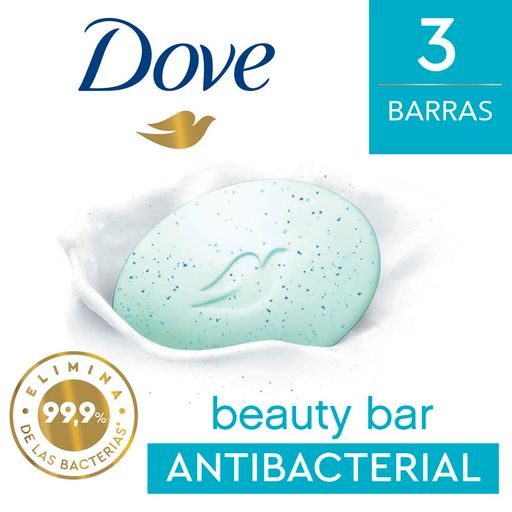 Dove
3
BARRAS
ELIMINA
99,9%
DE LAS BACTERIAS*
beauty bar
ANTIBACTERIAL